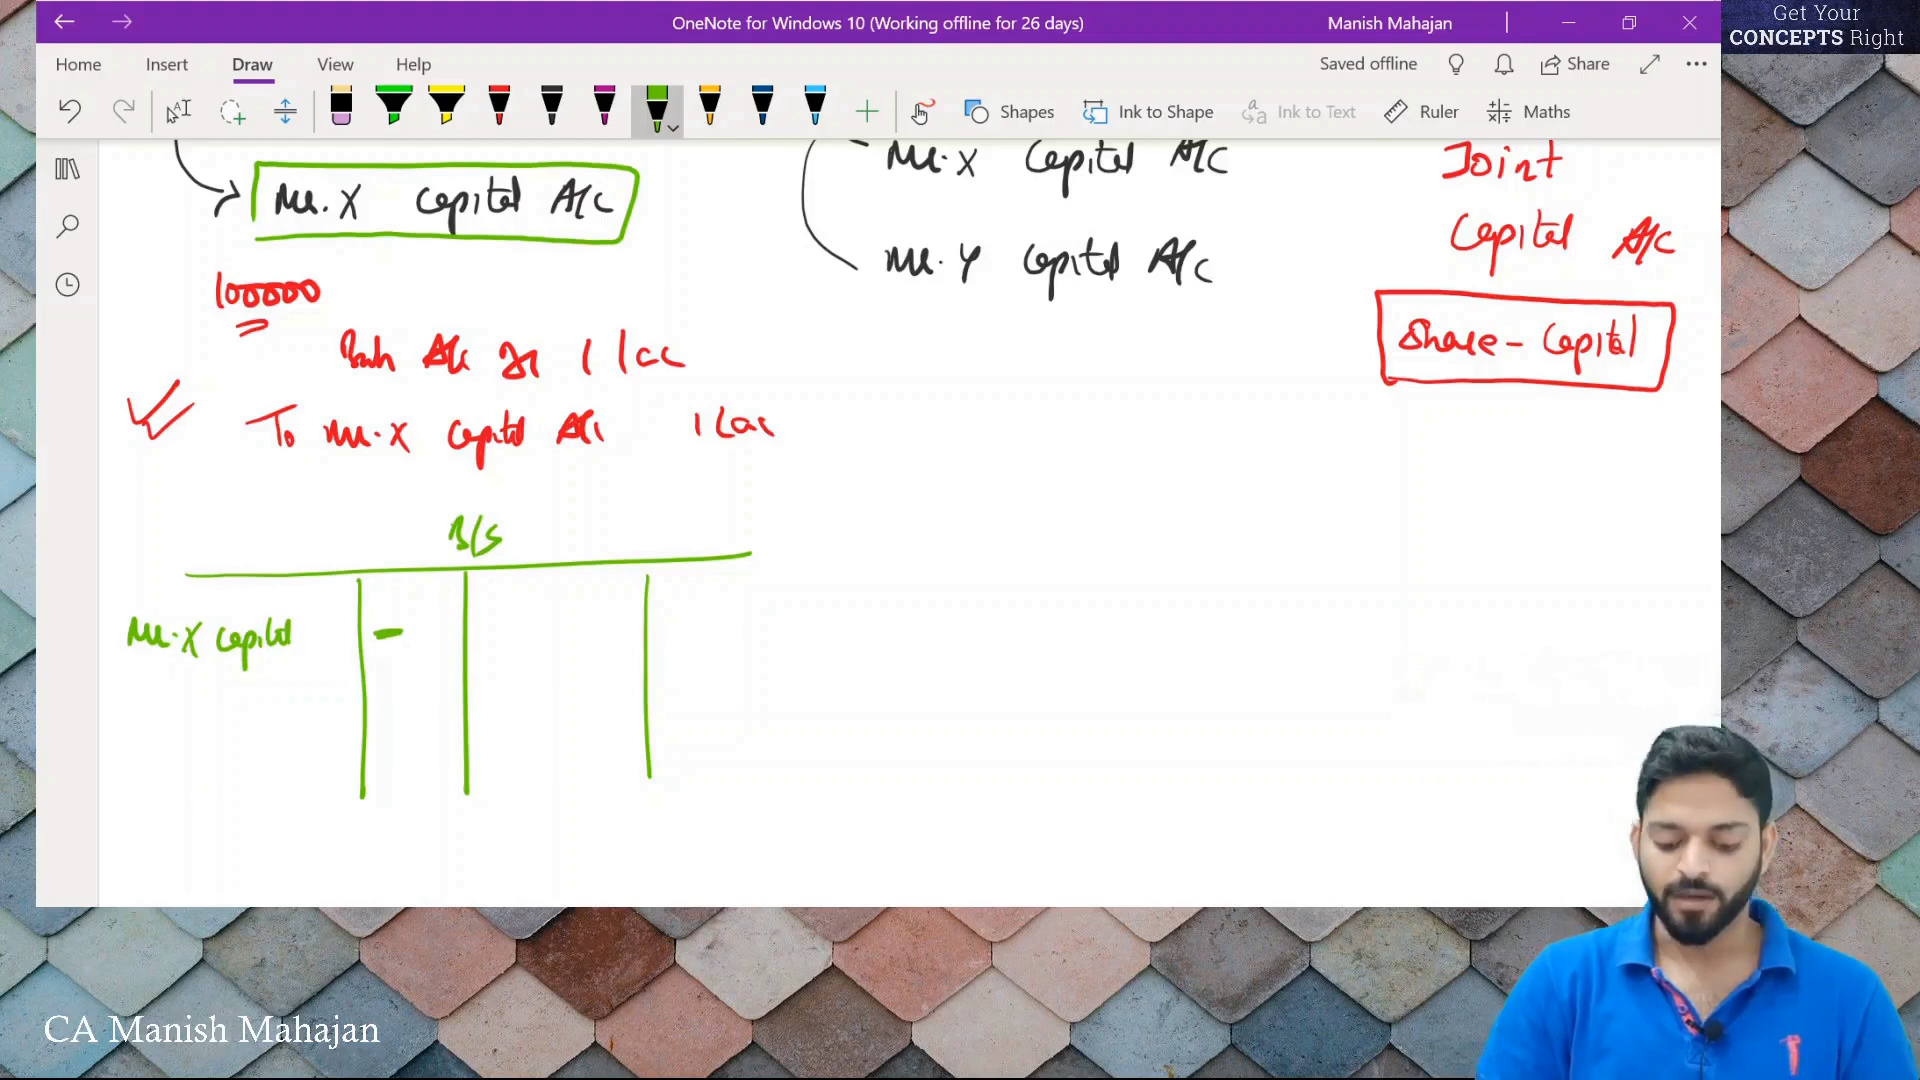 Get Your
CONCEPTS Right
OneNote for Windows 10 (Working offline for 26 days)
Manish Mahajan
Home Insert Draw View Help
Saved offline
Share
Shapes
Ink to Shape
Ink to Text
Ruler
Maths
Mr. X Capital A/c
100000
Bank A/c Dr 1 lac
To Mr. X Capital A/c 1 Lac
B/S
Mr. X Capital
Mr. X Capital A/c
Mr. Y Capital A/c
Joint
Capital A/c
Share - Capital
CA Manish Mahajan